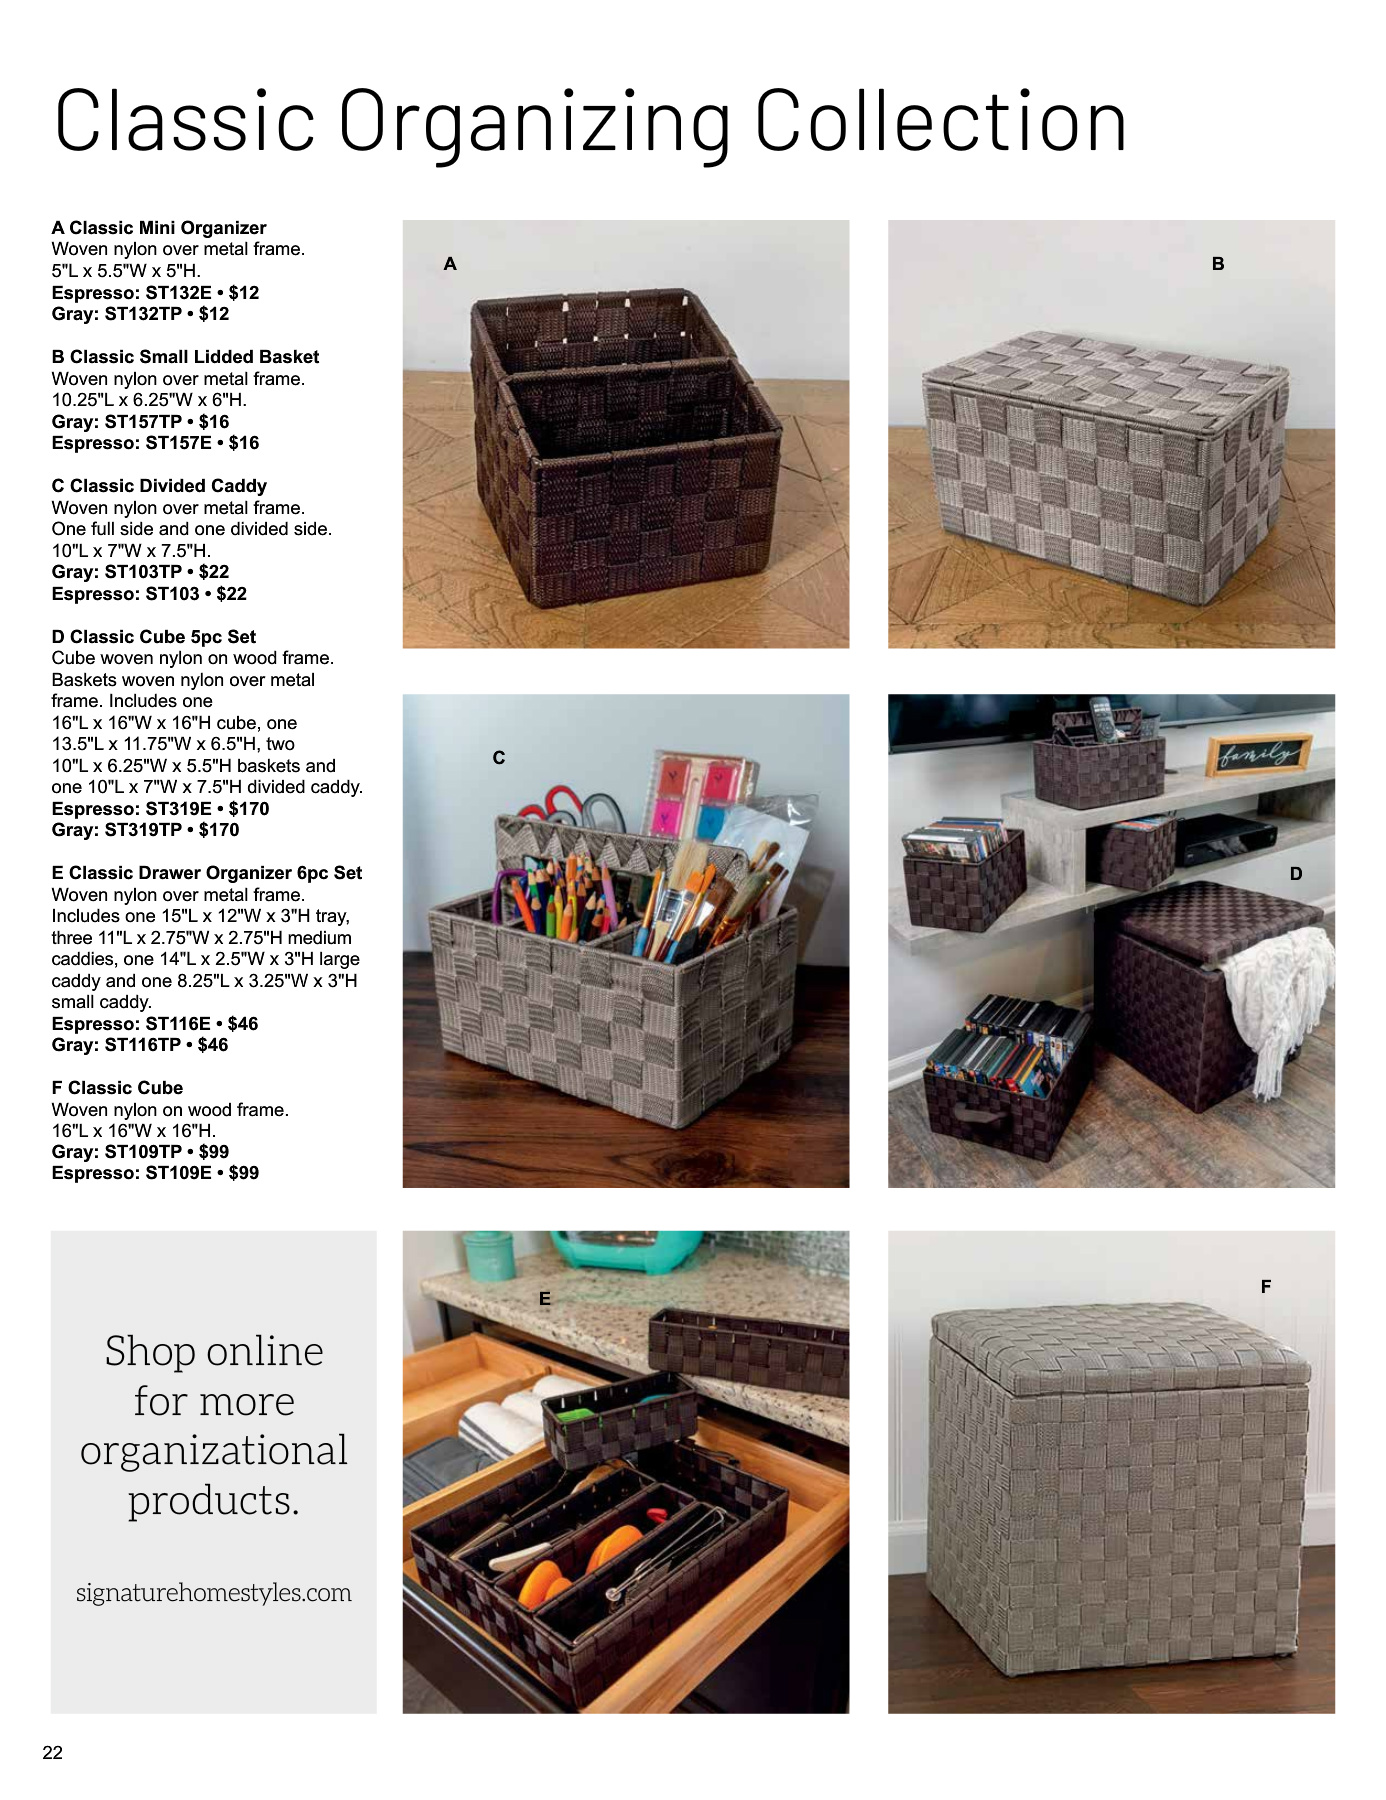 Classic Organizing Collection
A Classic Mini Organizer
Woven nylon over metal frame.
5"L x 5.5"W x 5"H.
Espresso: ST132E • $12
Gray: ST132TP • $12
B Classic Small Lidded Basket
Woven nylon over metal frame.
10.25"L x 6.25"W x 6"H.
Gray: ST157TP • $16
Espresso: ST157E • $16
C Classic Divided Caddy
Woven nylon over metal frame.
One full side and one divided side.
10"L x 7"W x 7.5"H.
Gray: ST103TP • $22
Espresso: ST103 • $22
D Classic Cube 5pc Set
Cube woven nylon on wood frame.
Baskets woven nylon over metal
frame. Includes one
16"L x 16"W x 16"H cube, one
13.5"L x 11.75"W x 6.5"H, two
10"L x 6.25"W x 5.5"H baskets and
one 10"L x 7"W x 7.5"H divided caddy.
Espresso: ST319E • $170
Gray: ST319TP • $170
E Classic Drawer Organizer 6pc Set
Woven nylon over metal frame.
Includes one 15"L x 12"W x 3"H tray,
three 11"L x 2.75"W x 2.75"H medium
caddies, one 14"L x 2.5"W x 3"H large
caddy and one 8.25"L x 3.25"W x 3"H
small caddy.
Espresso: ST116E • $46
Gray: ST116TP • $46
F Classic Cube
Woven nylon on wood frame.
16"L x 16"W x 16"H.
Gray: ST109TP • $99
Espresso: ST109E • $99
A
B
C
family
D
E
F
Shop online
for more
organizational
products.
signaturehomestyles.com
22